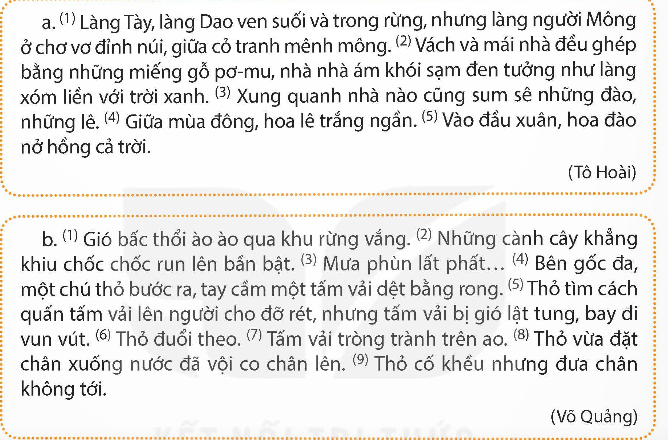 a. (1) Làng Tày, làng Dao ven suối và trong rừng, nhưng làng người Mông
ở chơ vơ đỉnh núi, giữa cỏ tranh mênh mông. (2) Vách và mái nhà đều ghép
bằng những miếng gỗ pơ-mu, nhà nhà ám khói sạm đen tưởng như làng
xóm liền với trời xanh. (3) Xung quanh nhà nào cũng sum sê những đào,
những lê. (4) Giữa mùa đông, hoa lê trắng ngần. (5) Vào đầu xuân, hoa đào
nở hồng cả trời.
(Tô Hoài)
b. (1) Gió bấc thổi ào ào qua khu rừng vắng. (2) Những cành cây khẳng
khiu chốc chốc run lên bần bật. (3) Mưa phùn lất phất... (4) Bên gốc đa,
một chú thỏ bước ra, tay cầm một tấm vải dệt bằng rong. (5) Thỏ tìm cách
quấn tấm vải lên người cho đỡ rét, nhưng tấm vải bị gió lật tung, bay đi
vun vút. (6) Thỏ đuổi theo. (7) Tấm vải tròng trành trên ao. (8) Thỏ vừa đặt
chân xuống nước đã vội co chân lên. (9) Thỏ cố khều nhưng đưa chân
không tới.
(Võ Quảng)
KẾT NỐI TRI THỨC